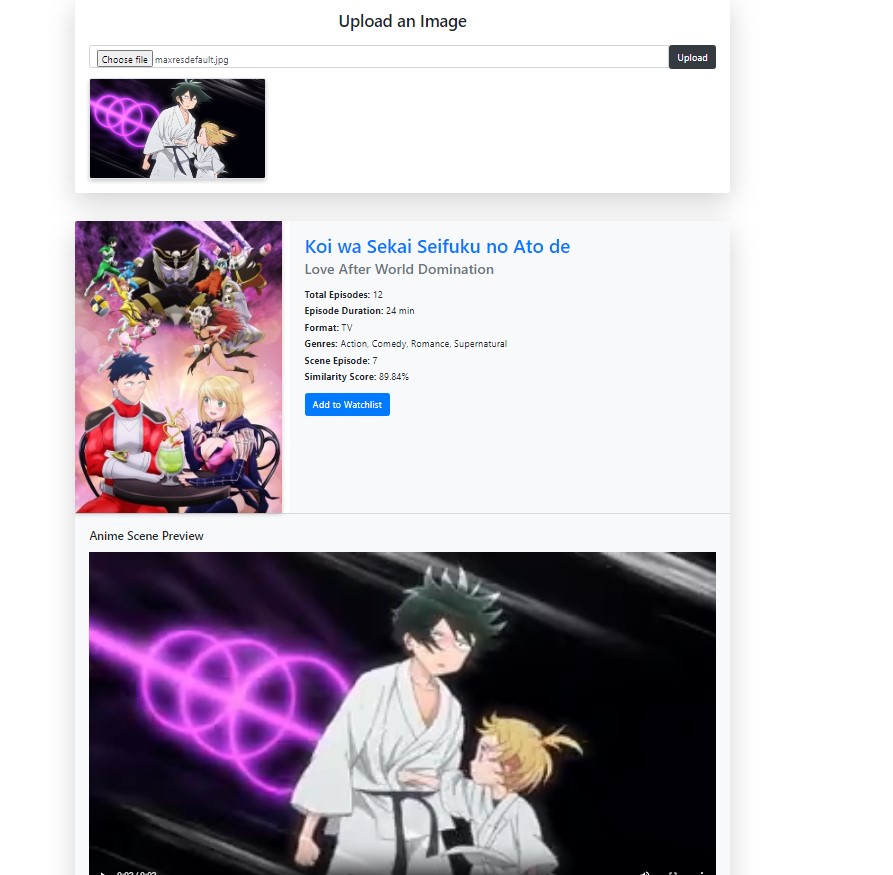 Upload an Image
Choose file maxresdefault.jpg
Upload
Koi wa Sekai Seifuku no Ato de
Love After World Domination
Total Episodes: 12
Episode Duration: 24 min
Format: TV
Genres: Action, Comedy, Romance, Supernatural
Scene Episode: 7
Similarity Score: 89.84%
Add to Watchlist
Anime Scene Preview